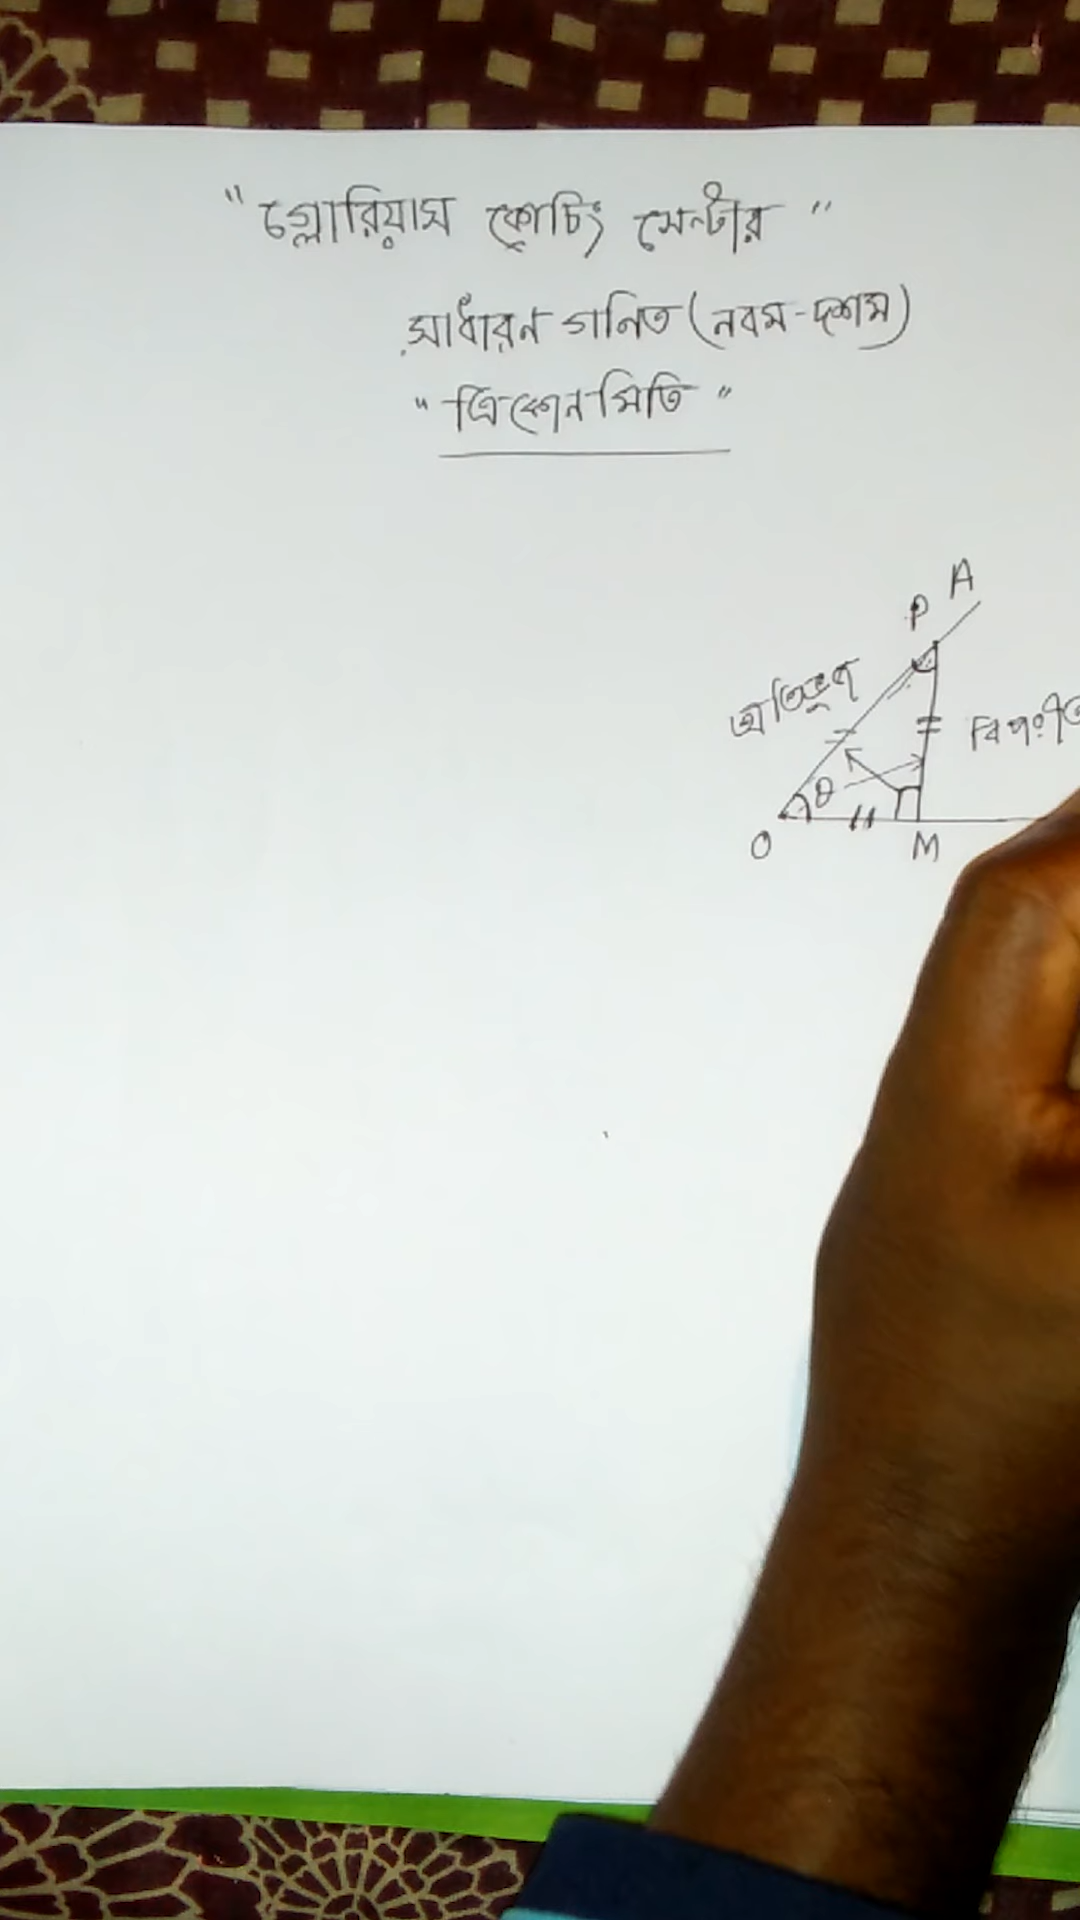 "গ্লোরিয়াস কোচিং সেন্টার"
সাধারন গনিত (নবম-দশম)
"ত্রিকোনমিতি"
A
P
অতিভূজ
θ
O
M